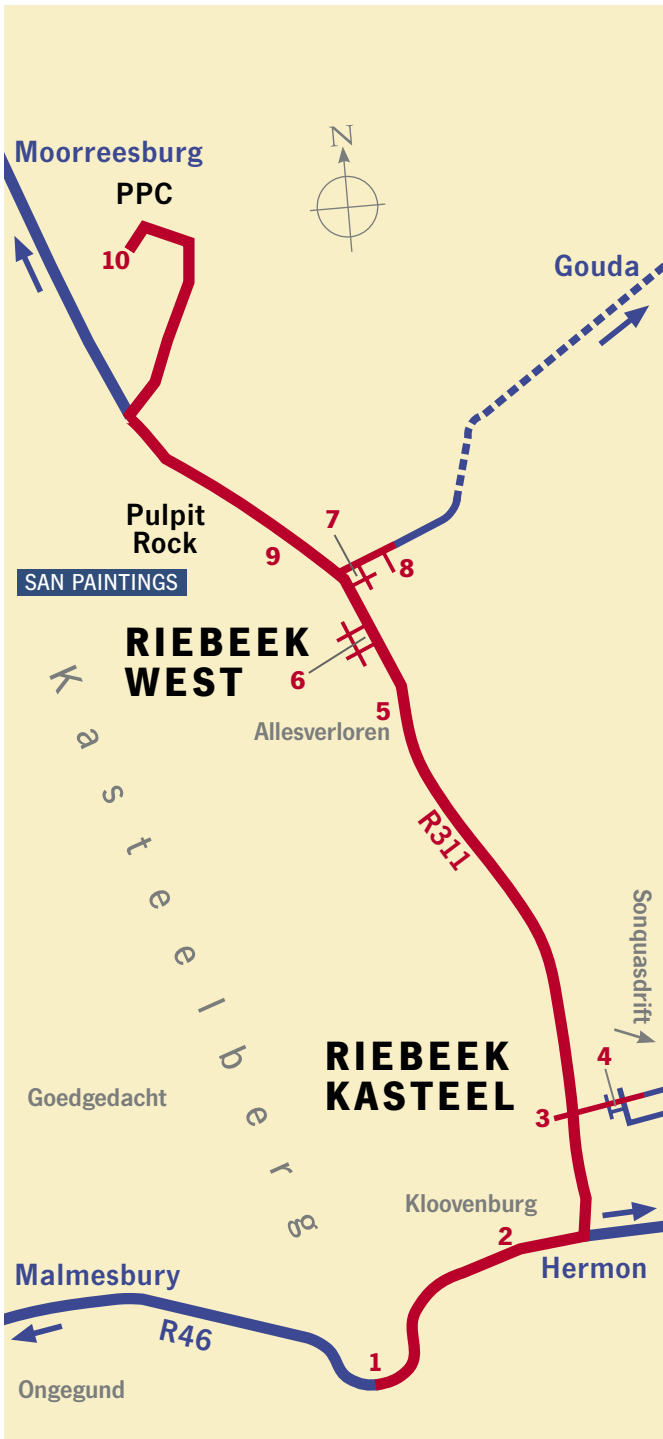 N
Moorreesburg
PPC
10
Gouda
Pulpit
Rock
7
9
8
SAN PAINTINGS
RIEBEEK
WEST
6
5
Allesverloren
R311
Kasteelberg
Sonquasdrift
RIEBEEK
KASTEEL
4
3
Goedgedacht
Kloovenburg
2
Hermon
Malmesbury
R46
1
Ongegund